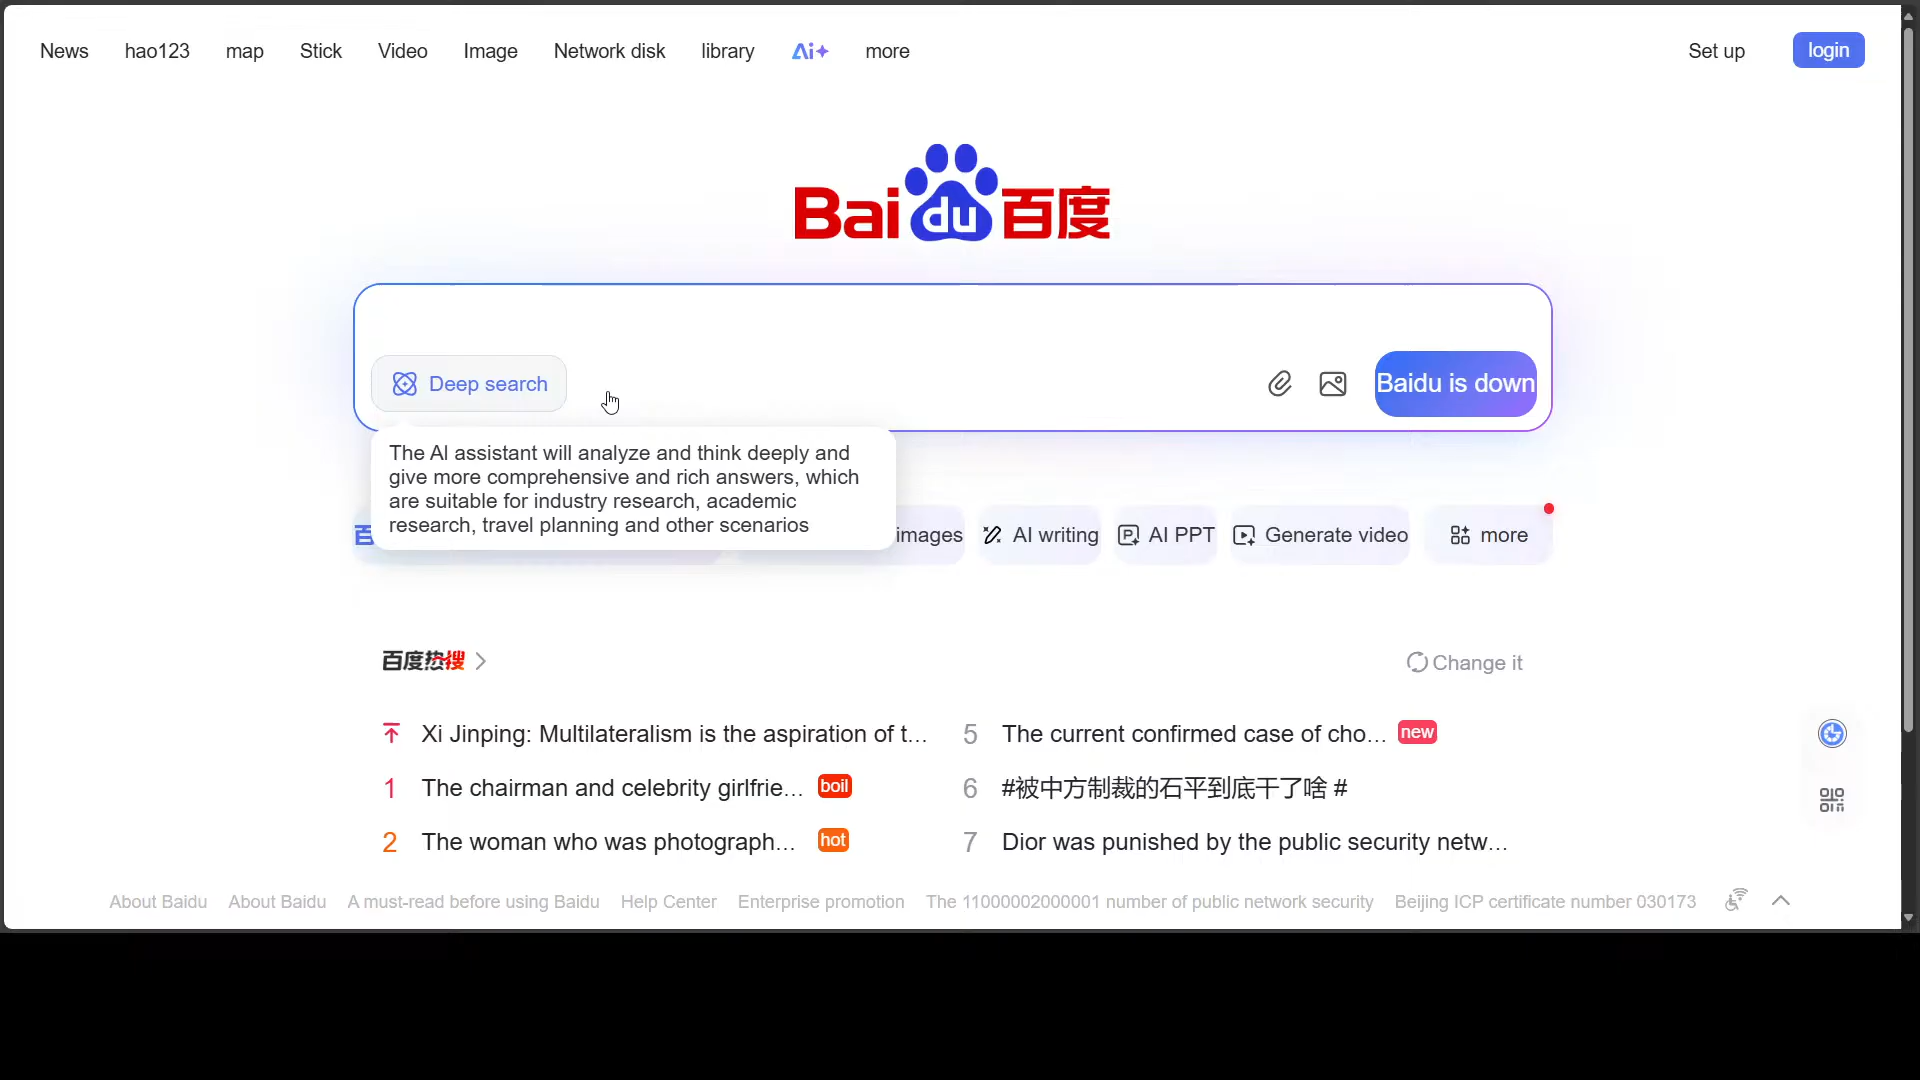 News hao123 map Stick Video Image Network disk library Ai+ more Set up login
Bai du 百度
Deep search Baidu is down
The AI assistant will analyze and think deeply and
give more comprehensive and rich answers, which
are suitable for industry research, academic
research, travel planning and other scenarios
images AI writing AI PPT Generate video more
百度热搜 Change it
Xi Jinping: Multilateralism is the aspiration of t...
1 The chairman and celebrity girlfrie... boil
2 The woman who was photograph... hot
5 The current confirmed case of cho... new
6 #被中方制裁的石平到底干了啥 #
7 Dior was punished by the public security netw...
About Baidu About Baidu A must-read before using Baidu Help Center Enterprise promotion The 11000002000001 number of public network security Beijing ICP certificate number 030173